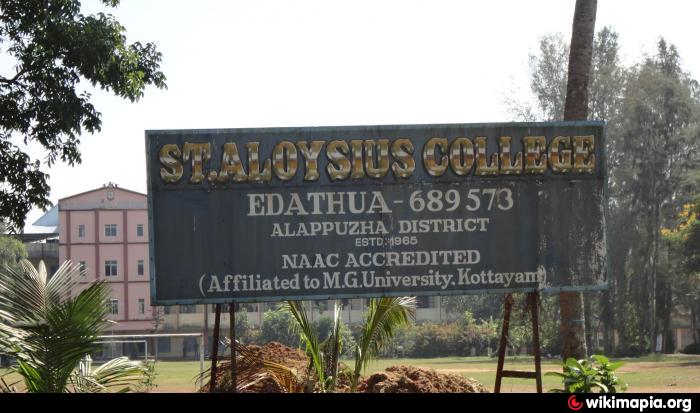 ST.ALOYSIUS COLLEGE
EDATHUA - 689 573
ALAPPUZHA DISTRICT
ESTD:1965
NAAC ACCREDITED
(Affiliated to M.G.University, Kottayam)
wikimapia.org